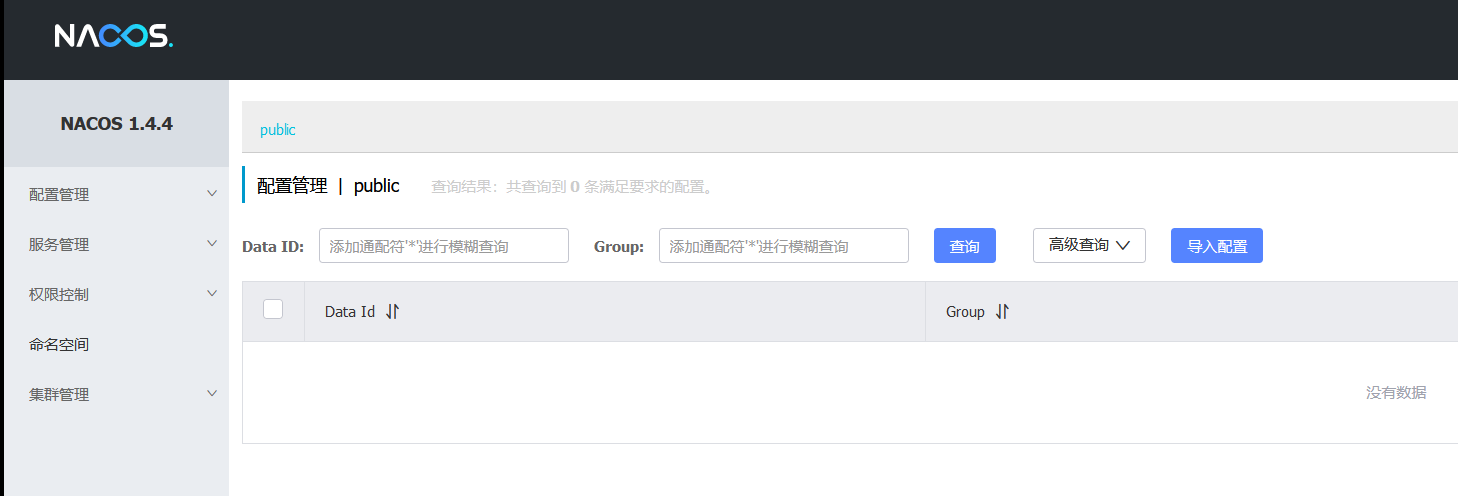 NACOS.
NACOS 1.4.4
配置管理
服务管理
权限控制
命名空间
集群管理
public
配置管理 | public 查询结果：共查询到 0 条满足要求的配置。
Data ID: 添加通配符'*'进行模糊查询 Group: 添加通配符'*'进行模糊查询 查询 高级查询 导入配置
Data Id Group
没有数据